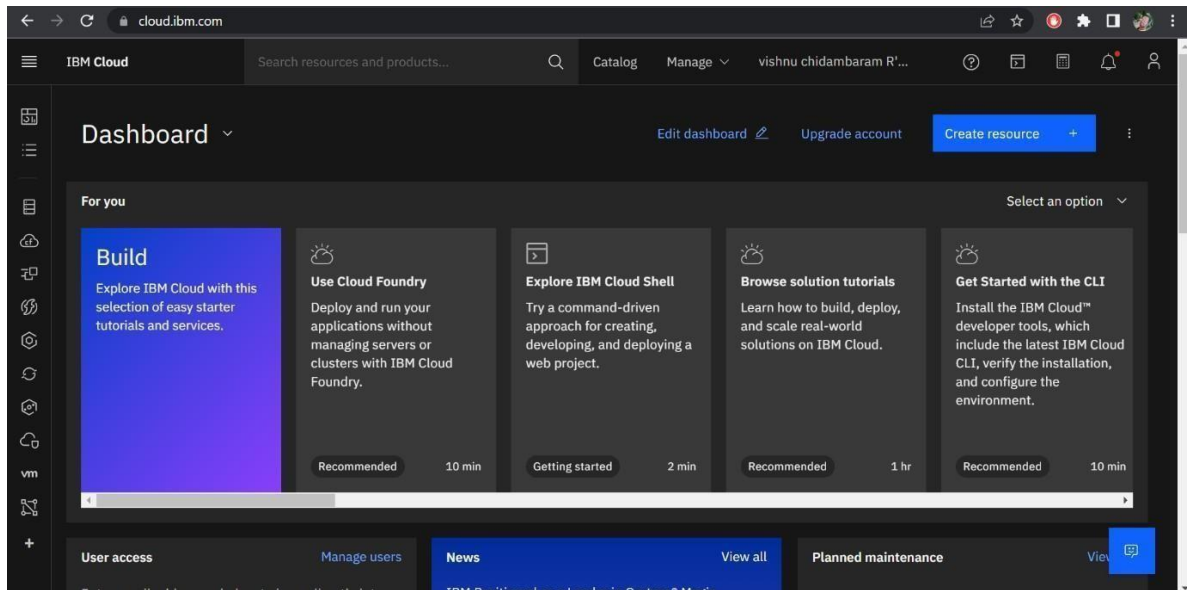 cloud.ibm.com
IBM Cloud
Search resources and products...
Catalog
Manage
vishnu chidambaram R'...
Dashboard
Edit dashboard
Upgrade account
Create resource +
For you
Select an option
Build
Explore IBM Cloud with this
selection of easy starter
tutorials and services.
Use Cloud Foundry
Deploy and run your
applications without
managing servers or
clusters with IBM Cloud
Foundry.
Recommended
10 min
Explore IBM Cloud Shell
Try a command-driven
approach for creating,
developing, and deploying a
web project.
Getting started
2 min
Browse solution tutorials
Learn how to build, deploy,
and scale real-world
solutions on IBM Cloud.
Recommended
1 hr
Get Started with the CLI
Install the IBM Cloud™
developer tools, which
include the latest IBM Cloud
CLI, verify the installation,
and configure the
environment.
Recommended
10 min
vm
User access
Manage users
News
View all
Planned maintenance